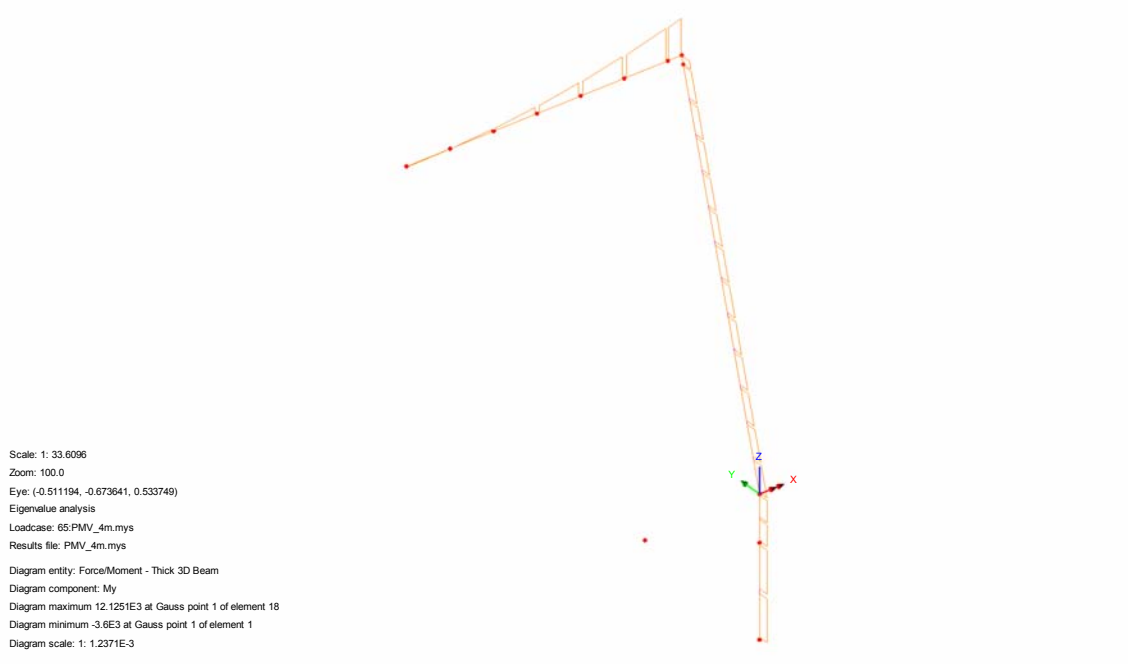 Z
Y
X
Scale: 1: 33.6096
Zoom: 100.0
Eye: (-0.511194, -0.673641, 0.533749)
Eigenvalue analysis
Loadcase: 65:PMV_4m.mys
Results file: PMV_4m.mys
Diagram entity: Force/Moment - Thick 3D Beam
Diagram component: My
Diagram maximum 12.1251E3 at Gauss point 1 of element 18
Diagram minimum -3.6E3 at Gauss point 1 of element 1
Diagram scale: 1: 1.2371E-3